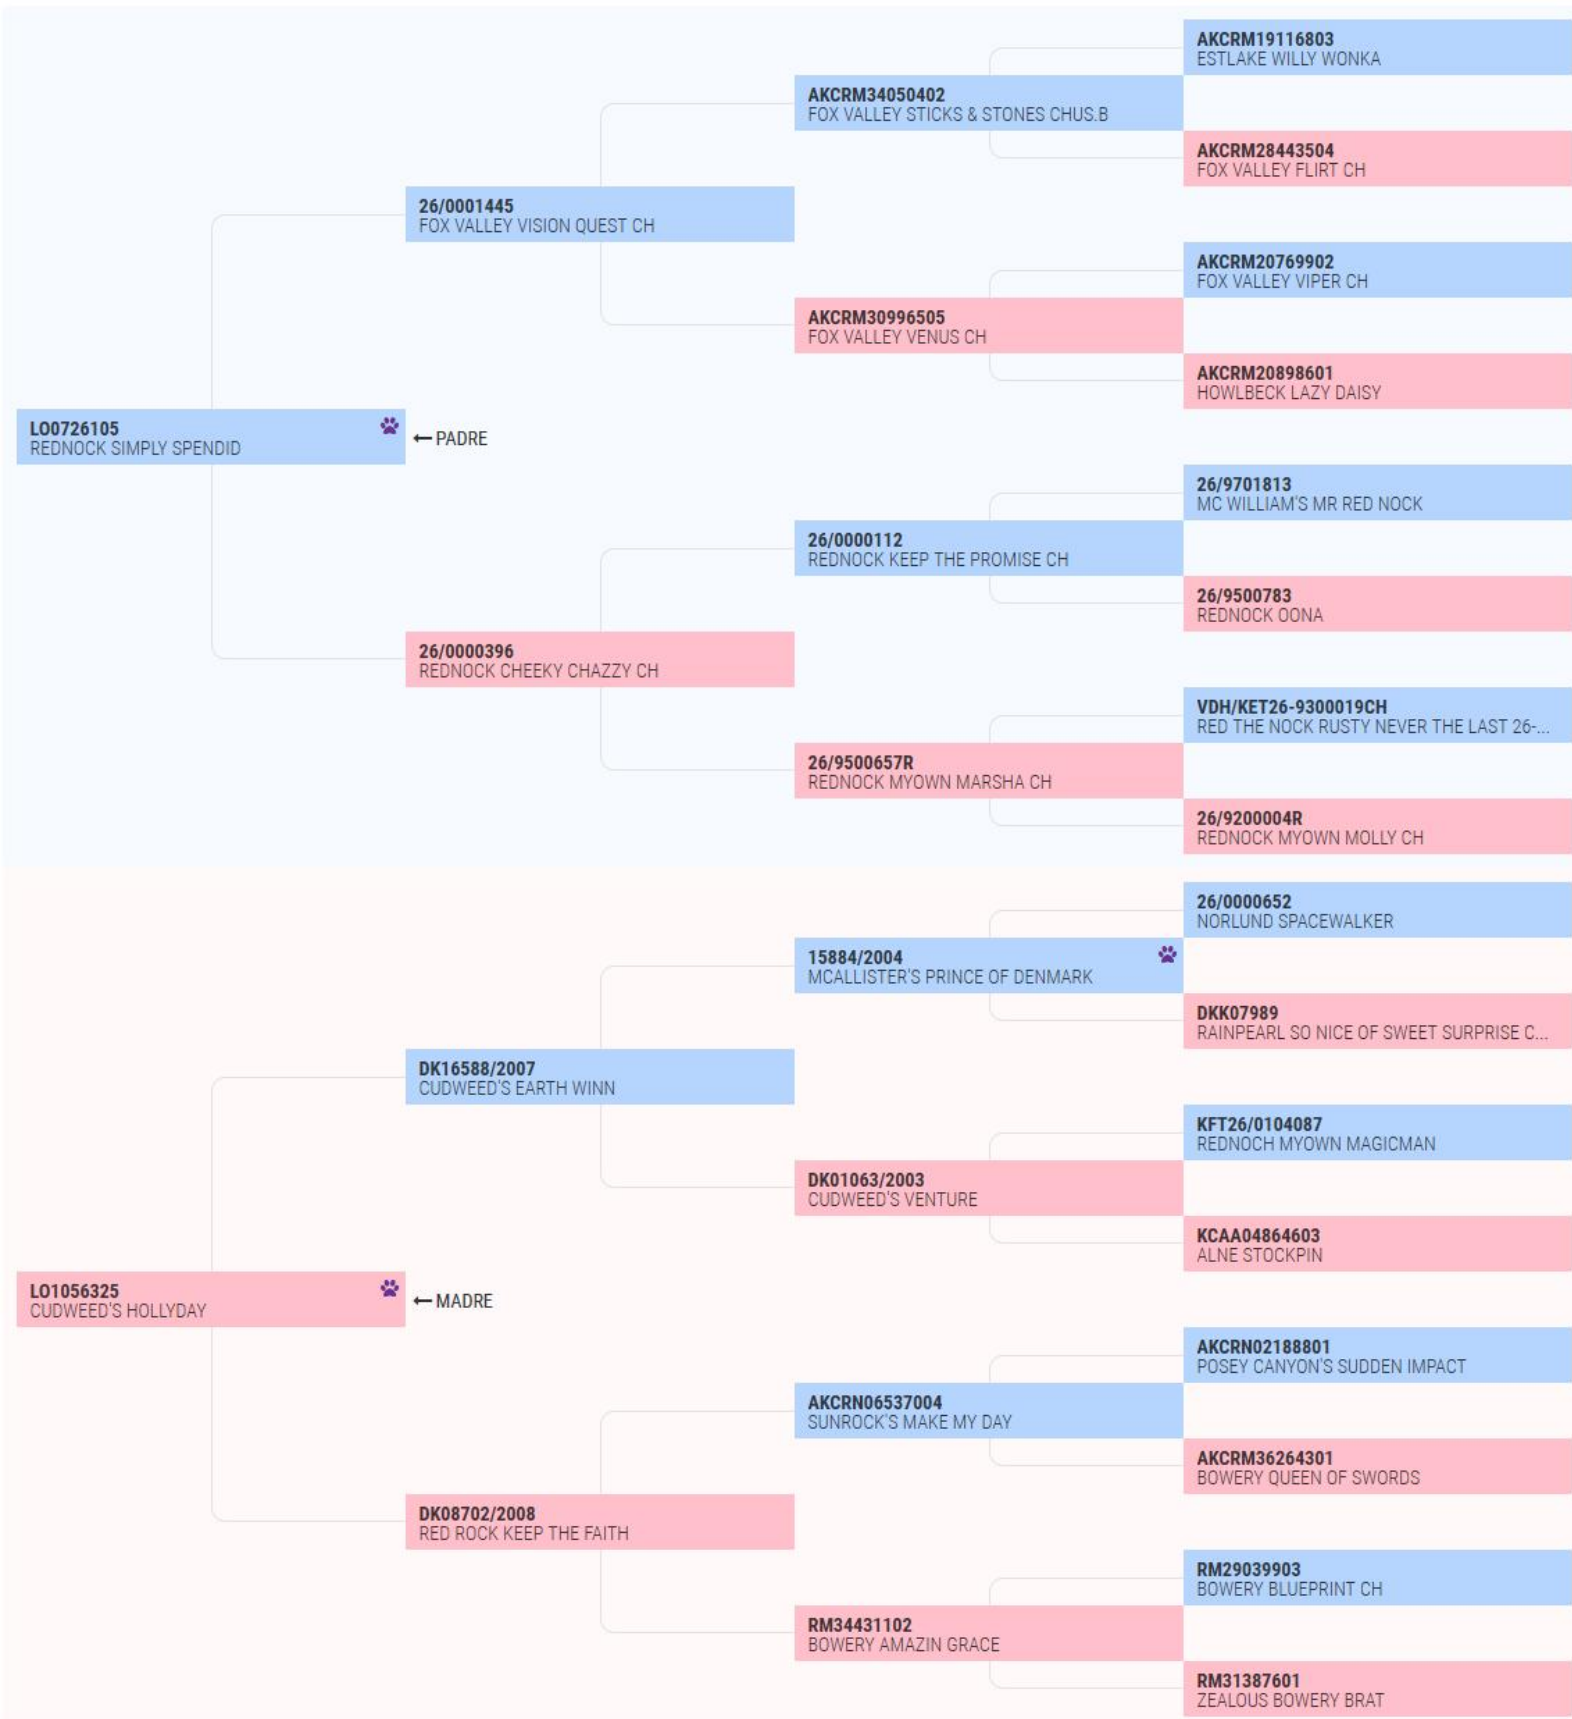 AKCRM19116803
ESTLAKE WILLY WONKA
AKCRM34050402
FOX VALLEY STICKS & STONES CHUS.B
AKCRM28443504
FOX VALLEY FLIRT CH
26/0001445
FOX VALLEY VISION QUEST CH
AKCRM20769902
FOX VALLEY VIPER CH
AKCRM30996505
FOX VALLEY VENUS CH
AKCRM20898601
HOWLBECK LAZY DAISY
LO0726105
REDNOCK SIMPLY SPENDID
← PADRE
26/9701813
MC WILLIAM'S MR RED NOCK
26/0000112
REDNOCK KEEP THE PROMISE CH
26/9500783
REDNOCK OONA
26/0000396
REDNOCK CHEEKY CHAZZY CH
VDH/KET26-9300019CH
RED THE NOCK RUSTY NEVER THE LAST 26-...
26/9500657R
REDNOCK MYOWN MARSHA CH
26/9200004R
REDNOCK MYOWN MOLLY CH
26/0000652
NORLUND SPACEWALKER
15884/2004
MCALLISTER'S PRINCE OF DENMARK
DKK07989
RAINPEARL SO NICE OF SWEET SURPRISE C...
DK16588/2007
CUDWEED'S EARTH WINN
KFT26/0104087
REDNOCH MYOWN MAGICMAN
DK01063/2003
CUDWEED'S VENTURE
KCAA04864603
ALNE STOCKPIN
LO1056325
CUDWEED'S HOLLYDAY
← MADRE
AKCRN02188801
POSEY CANYON'S SUDDEN IMPACT
AKCRN06537004
SUNROCK'S MAKE MY DAY
AKCRM36264301
BOWERY QUEEN OF SWORDS
DK08702/2008
RED ROCK KEEP THE FAITH
RM29039903
BOWERY BLUEPRINT CH
RM34431102
BOWERY AMAZIN GRACE
RM31387601
ZEALOUS BOWERY BRAT